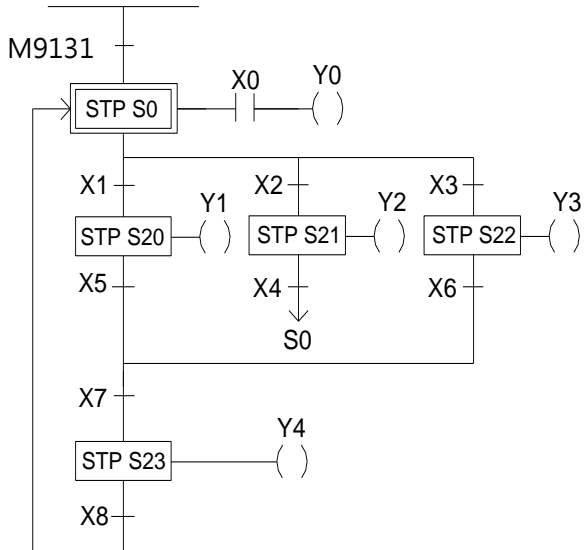 M9131
X0 Y0
STP S0
X1 X2 X3
Y1 Y2 Y3
STP S20 STP S21 STP S22
X5 X4 X6
S0
X7
Y4
STP S23
X8